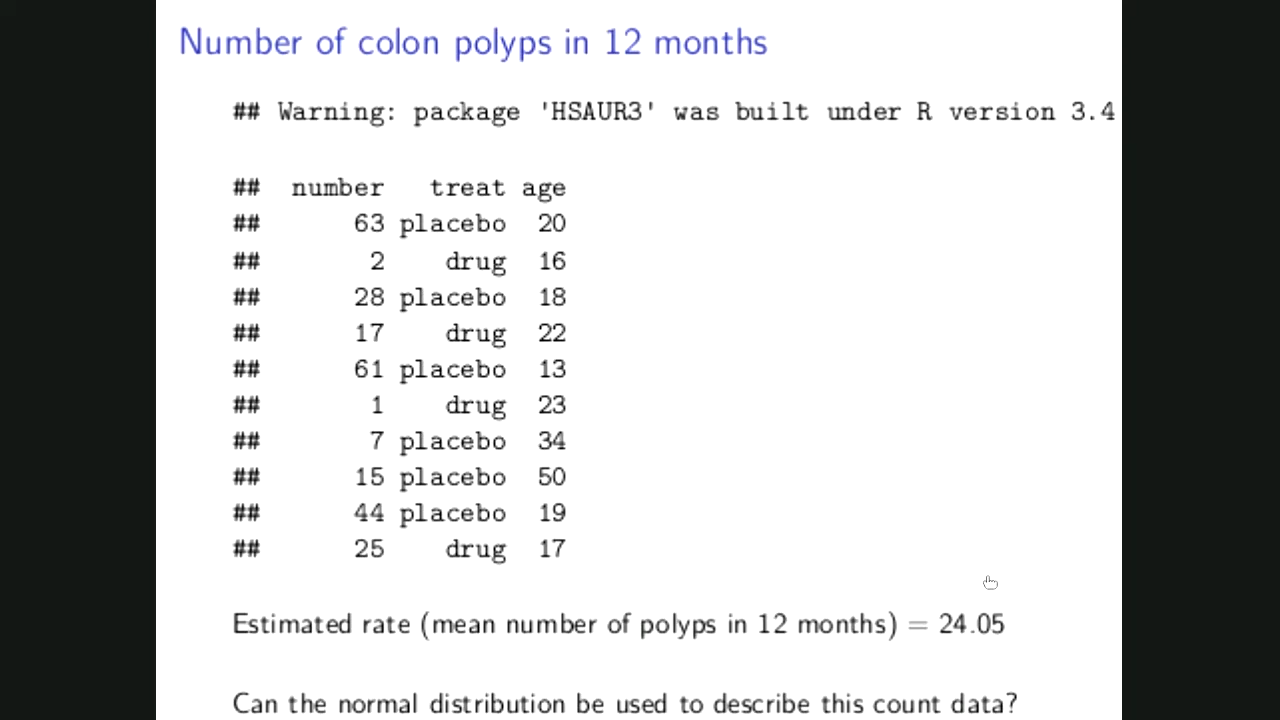 Number of colon polyps in 12 months
## Warning: package 'HSAUR3' was built under R version 3.4
## number treat age
## 63 placebo 20
## 2 drug 16
## 28 placebo 18
## 17 drug 22
## 61 placebo 13
## 1 drug 23
## 7 placebo 34
## 15 placebo 50
## 44 placebo 19
## 25 drug 17
Estimated rate (mean number of polyps in 12 months) = 24.05
Can the normal distribution be used to describe this count data?